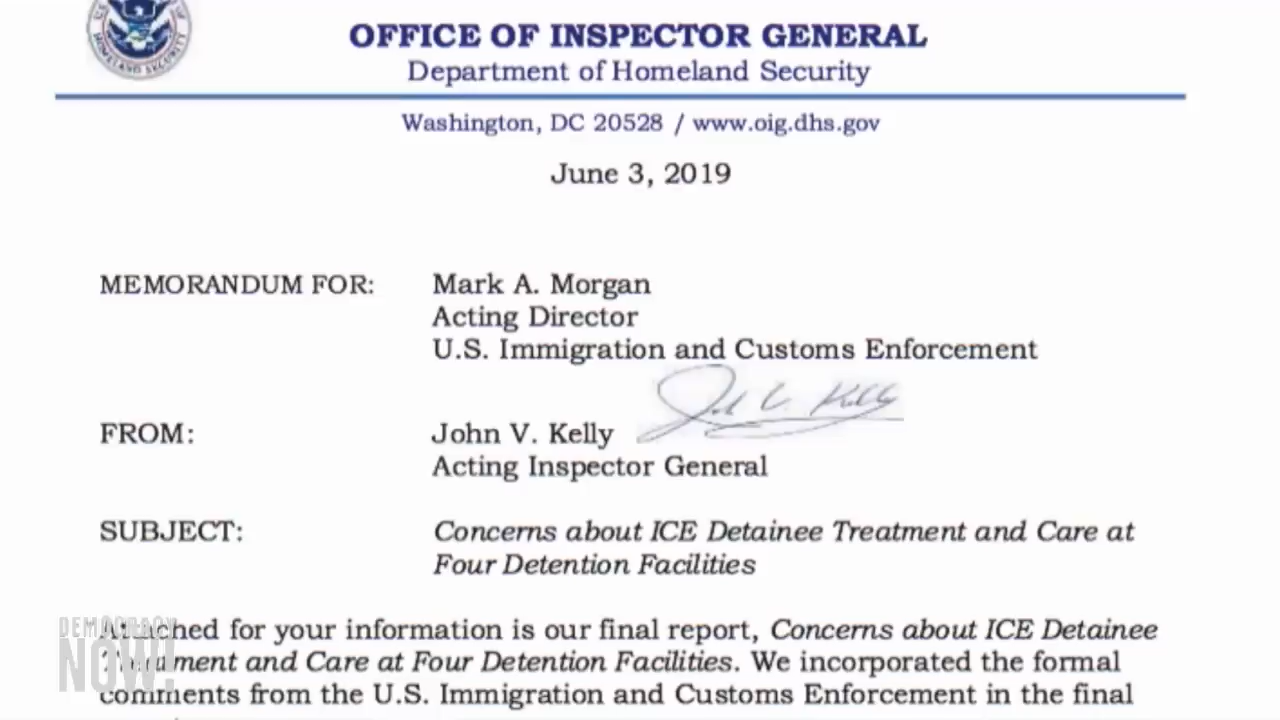 OFFICE OF INSPECTOR GENERAL
Department of Homeland Security
Washington, DC 20528 / www.oig.dhs.gov
June 3, 2019
MEMORANDUM FOR: Mark A. Morgan
Acting Director
U.S. Immigration and Customs Enforcement
FROM: John V. Kelly
Acting Inspector General
SUBJECT: Concerns about ICE Detainee Treatment and Care at
Four Detention Facilities
Attached for your information is our final report, Concerns about ICE Detainee
Treatment and Care at Four Detention Facilities. We incorporated the formal
comments from the U.S. Immigration and Customs Enforcement in the final
DEMOCRACY
NOW!